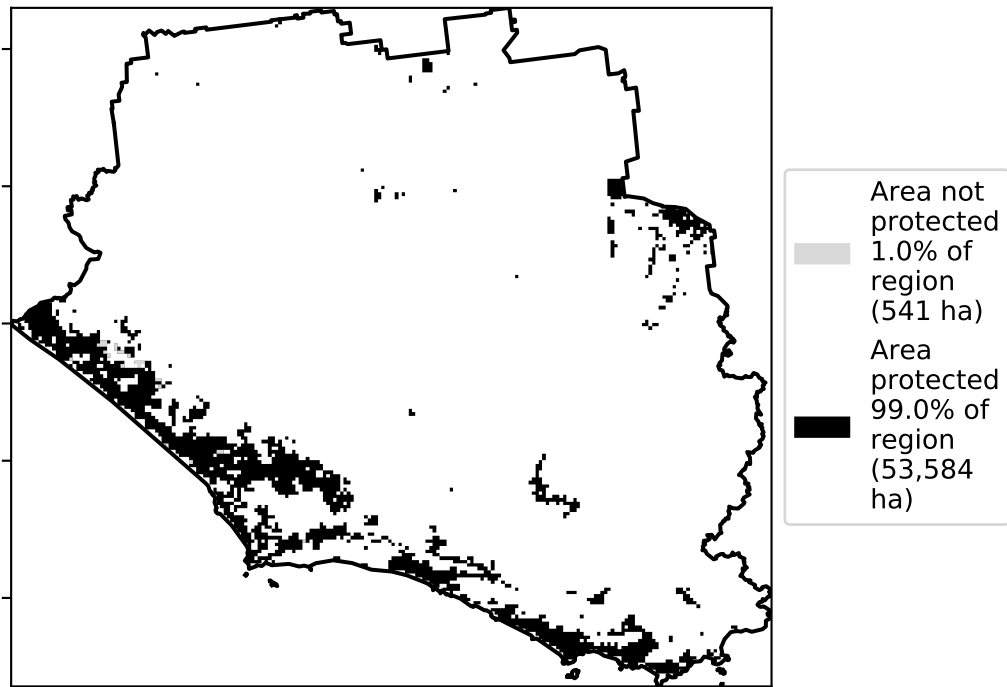 Area not
protected
1.0% of
region
(541 ha)
Area
protected
99.0% of
region
(53,584
ha)